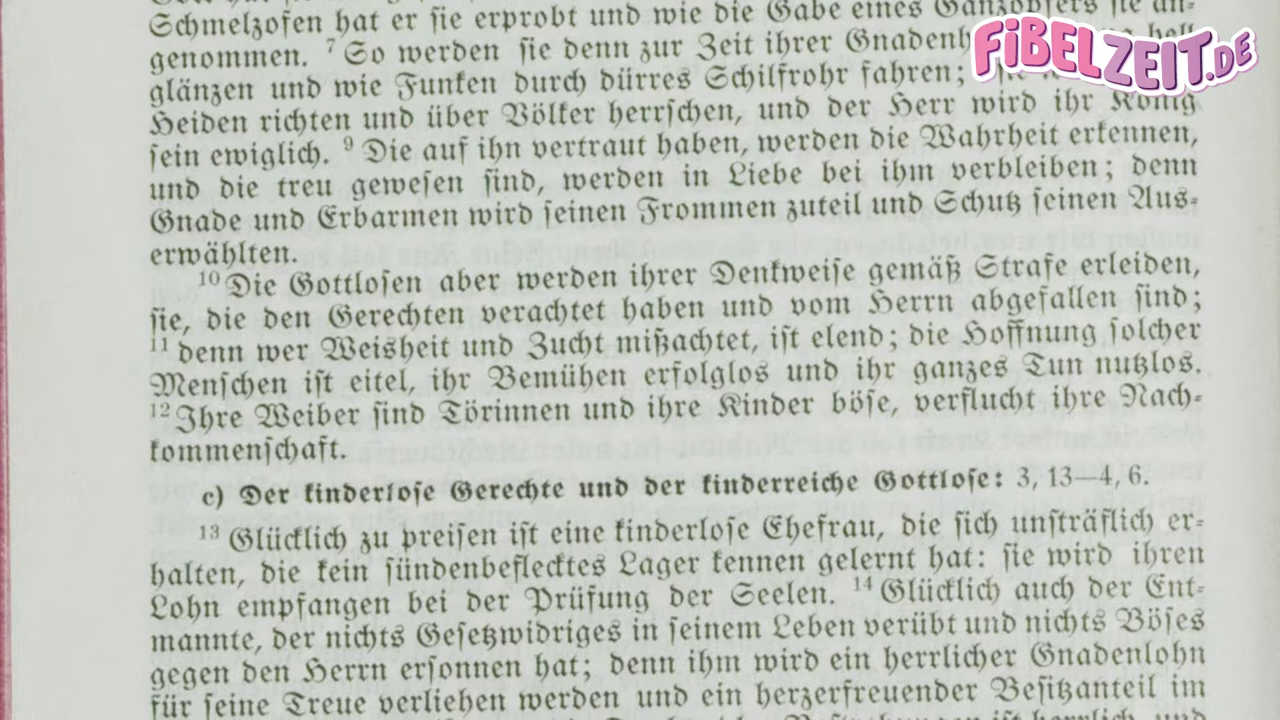 Schmelzofen hat er sie erprobt und wie die Gabe eines Ganzopfers sie an-
genommen. 7 So werden sie denn zur Zeit ihrer
glänzen und wie Funken durch dürres Schilfrohr fahren;
Heiden richten und über Völker herrschen, und der Herr wird ihr König
sein ewiglich. 9 Die auf ihn vertraut haben, werden die Wahrheit erkennen,
und die treu gewesen sind, werden in Liebe bei ihm verbleiben; denn
Gnade und Erbarmen wird seinen Frommen zuteil und Schutz seinen Aus-
erwählten.
10 Die Gottlosen aber werden ihrer Denkweise gemäß Strafe erleiden,
sie, die den Gerechten verachtet haben und vom Herrn abgefallen sind;
11 denn wer Weisheit und Zucht mißachtet, ist elend; die Hoffnung solcher
Menschen ist eitel, ihr Bemühen erfolglos und ihr ganzes Tun nutzlos.
12 Ihre Weiber sind Törinnen und ihre Kinder böse, verflucht ihre Nach-
kommenschaft.
c) Der kinderlose Gerechte und der kinderreiche Gottlose: 3, 13—4, 6.
13 Glücklich zu preisen ist eine kinderlose Ehefrau, die sich unsträflich er-
halten, die kein sündenbeflecktes Lager kennen gelernt hat: sie wird ihren
Lohn empfangen bei der Prüfung der Seelen. 14 Glücklich auch der Ent-
mannte, der nichts Gesetzwidriges in seinem Leben verübt und nichts Böses
gegen den Herrn ersonnen hat; denn ihm wird ein herrlicher Gnadenlohn
für seine Treue verliehen werden und ein herzerfreuender Besitzanteil im
FIBELZEIT.DE